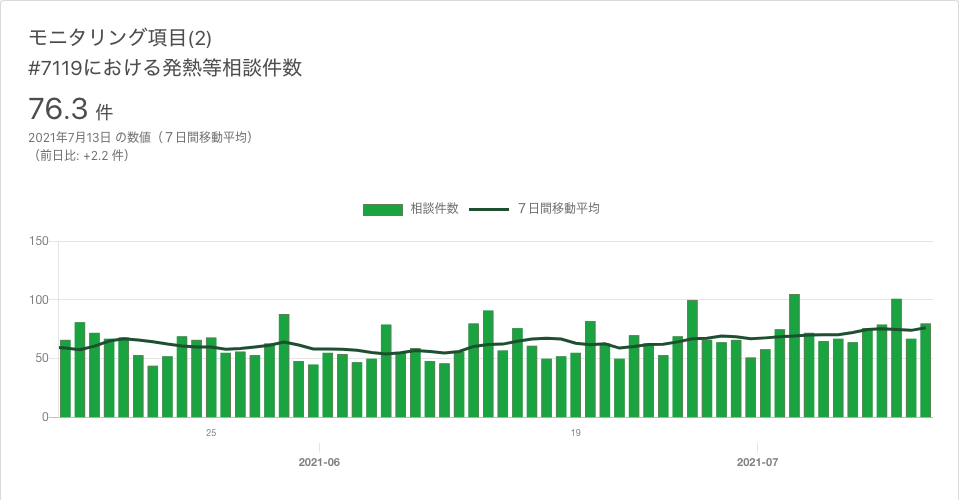 モニタリング項目(2)
#7119における発熱等相談件数
76.3 件
2021年7月13日 の数値（７日間移動平均）
（前日比: +2.2 件）
相談件数 ７日間移動平均
150
100
50
0
25 19
2021-06 2021-07